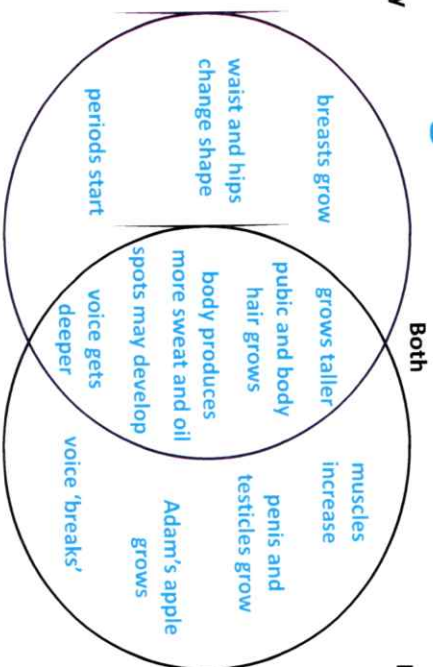 y
Both
breasts grow
waist and hips
change shape
periods start
grows taller
pubic and body
hair grows
body produces
more sweat and oil
spots may develop
voice gets
deeper
muscles
increase
penis and
testicles grow
Adam's apple
grows
voice 'breaks'